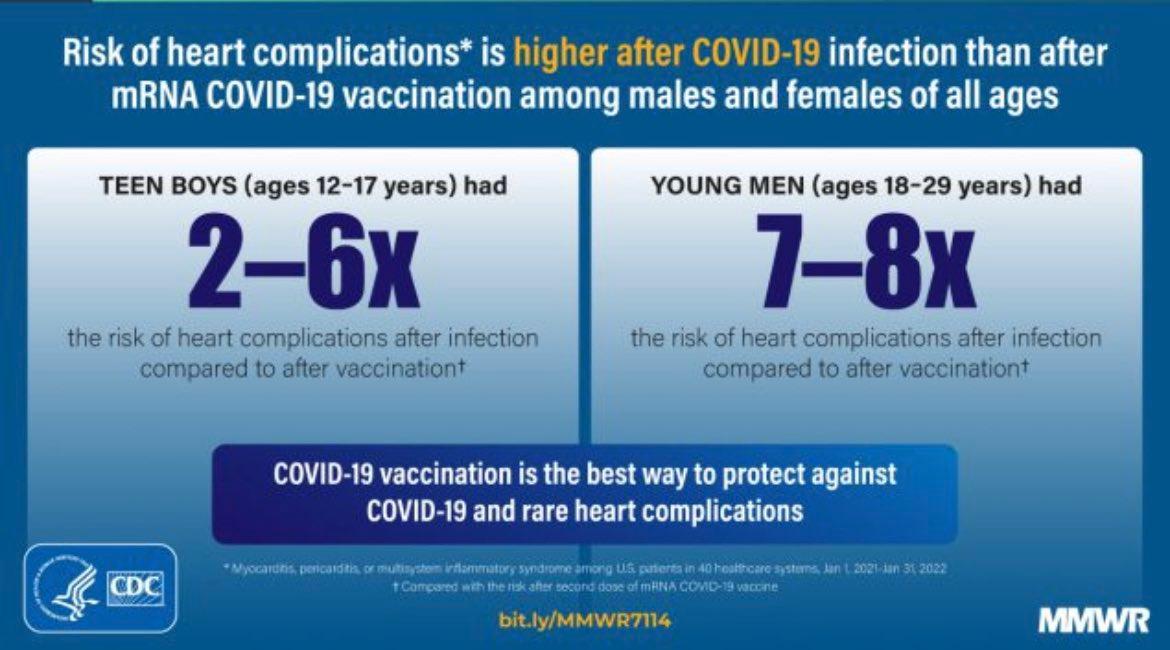 Risk of heart complications* is higher after COVID-19 infection than after
mRNA COVID-19 vaccination among males and females of all ages
TEEN BOYS (ages 12-17 years) had
2–6x
the risk of heart complications after infection
compared to after vaccination†
YOUNG MEN (ages 18-29 years) had
7–8x
the risk of heart complications after infection
compared to after vaccination†
COVID-19 vaccination is the best way to protect against
COVID-19 and rare heart complications
* Myocarditis, pericarditis, or multisystem inflammatory syndrome among U.S. patients in 40 healthcare systems, Jan 1, 2021-Jan 31, 2022
† Compared with the risk after second dose of mRNA COVID-19 vaccine
CDC
bit.ly/MMWR7114
MMWR